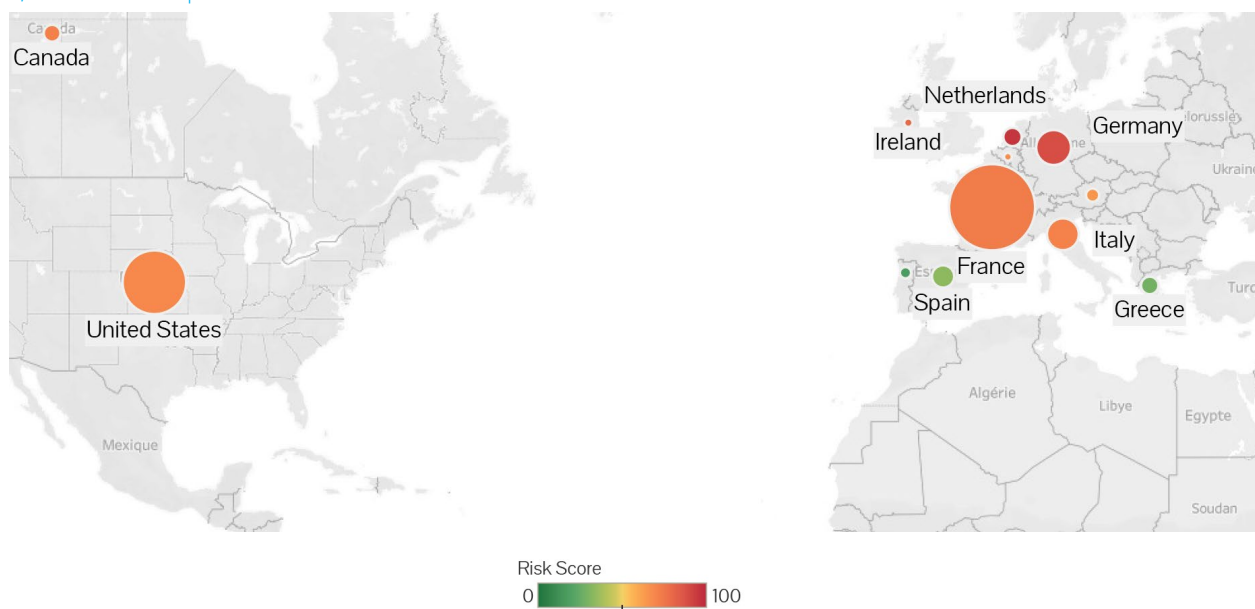 Canada
Canada
United States
Mexique
Netherlands
Ireland
Germany
Ukraine
France
Italy
Spain
Greece
Algérie
Libye
Egypte
Soudan
Risk Score
0
100